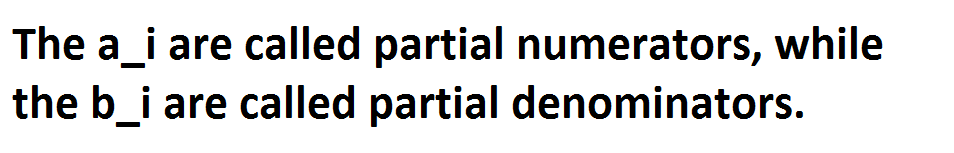 The a_i are called partial numerators, while
the b_i are called partial denominators.